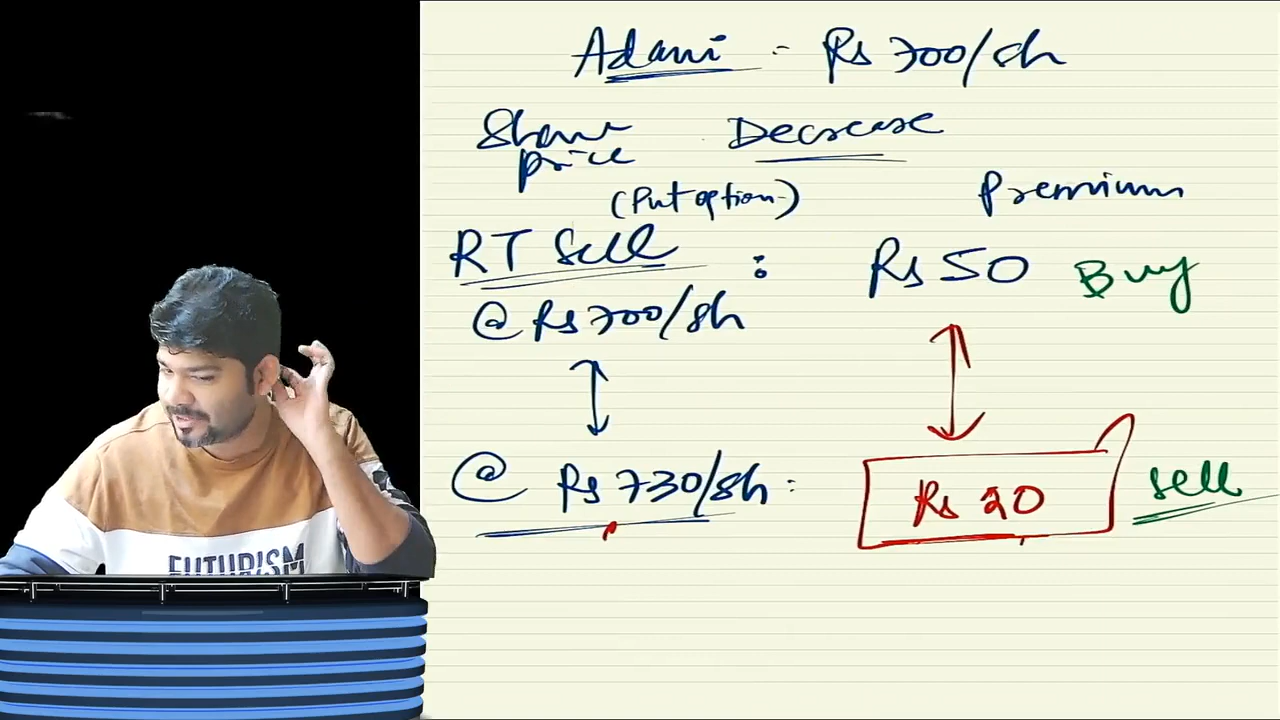 Adani - Rs 700/sh
Share price Decrease
(Put option)
Premium
RT Sell : Rs 50 Buy
@ Rs 700/sh
@ Rs 730/sh : Rs 20 Sell
FUTURISM